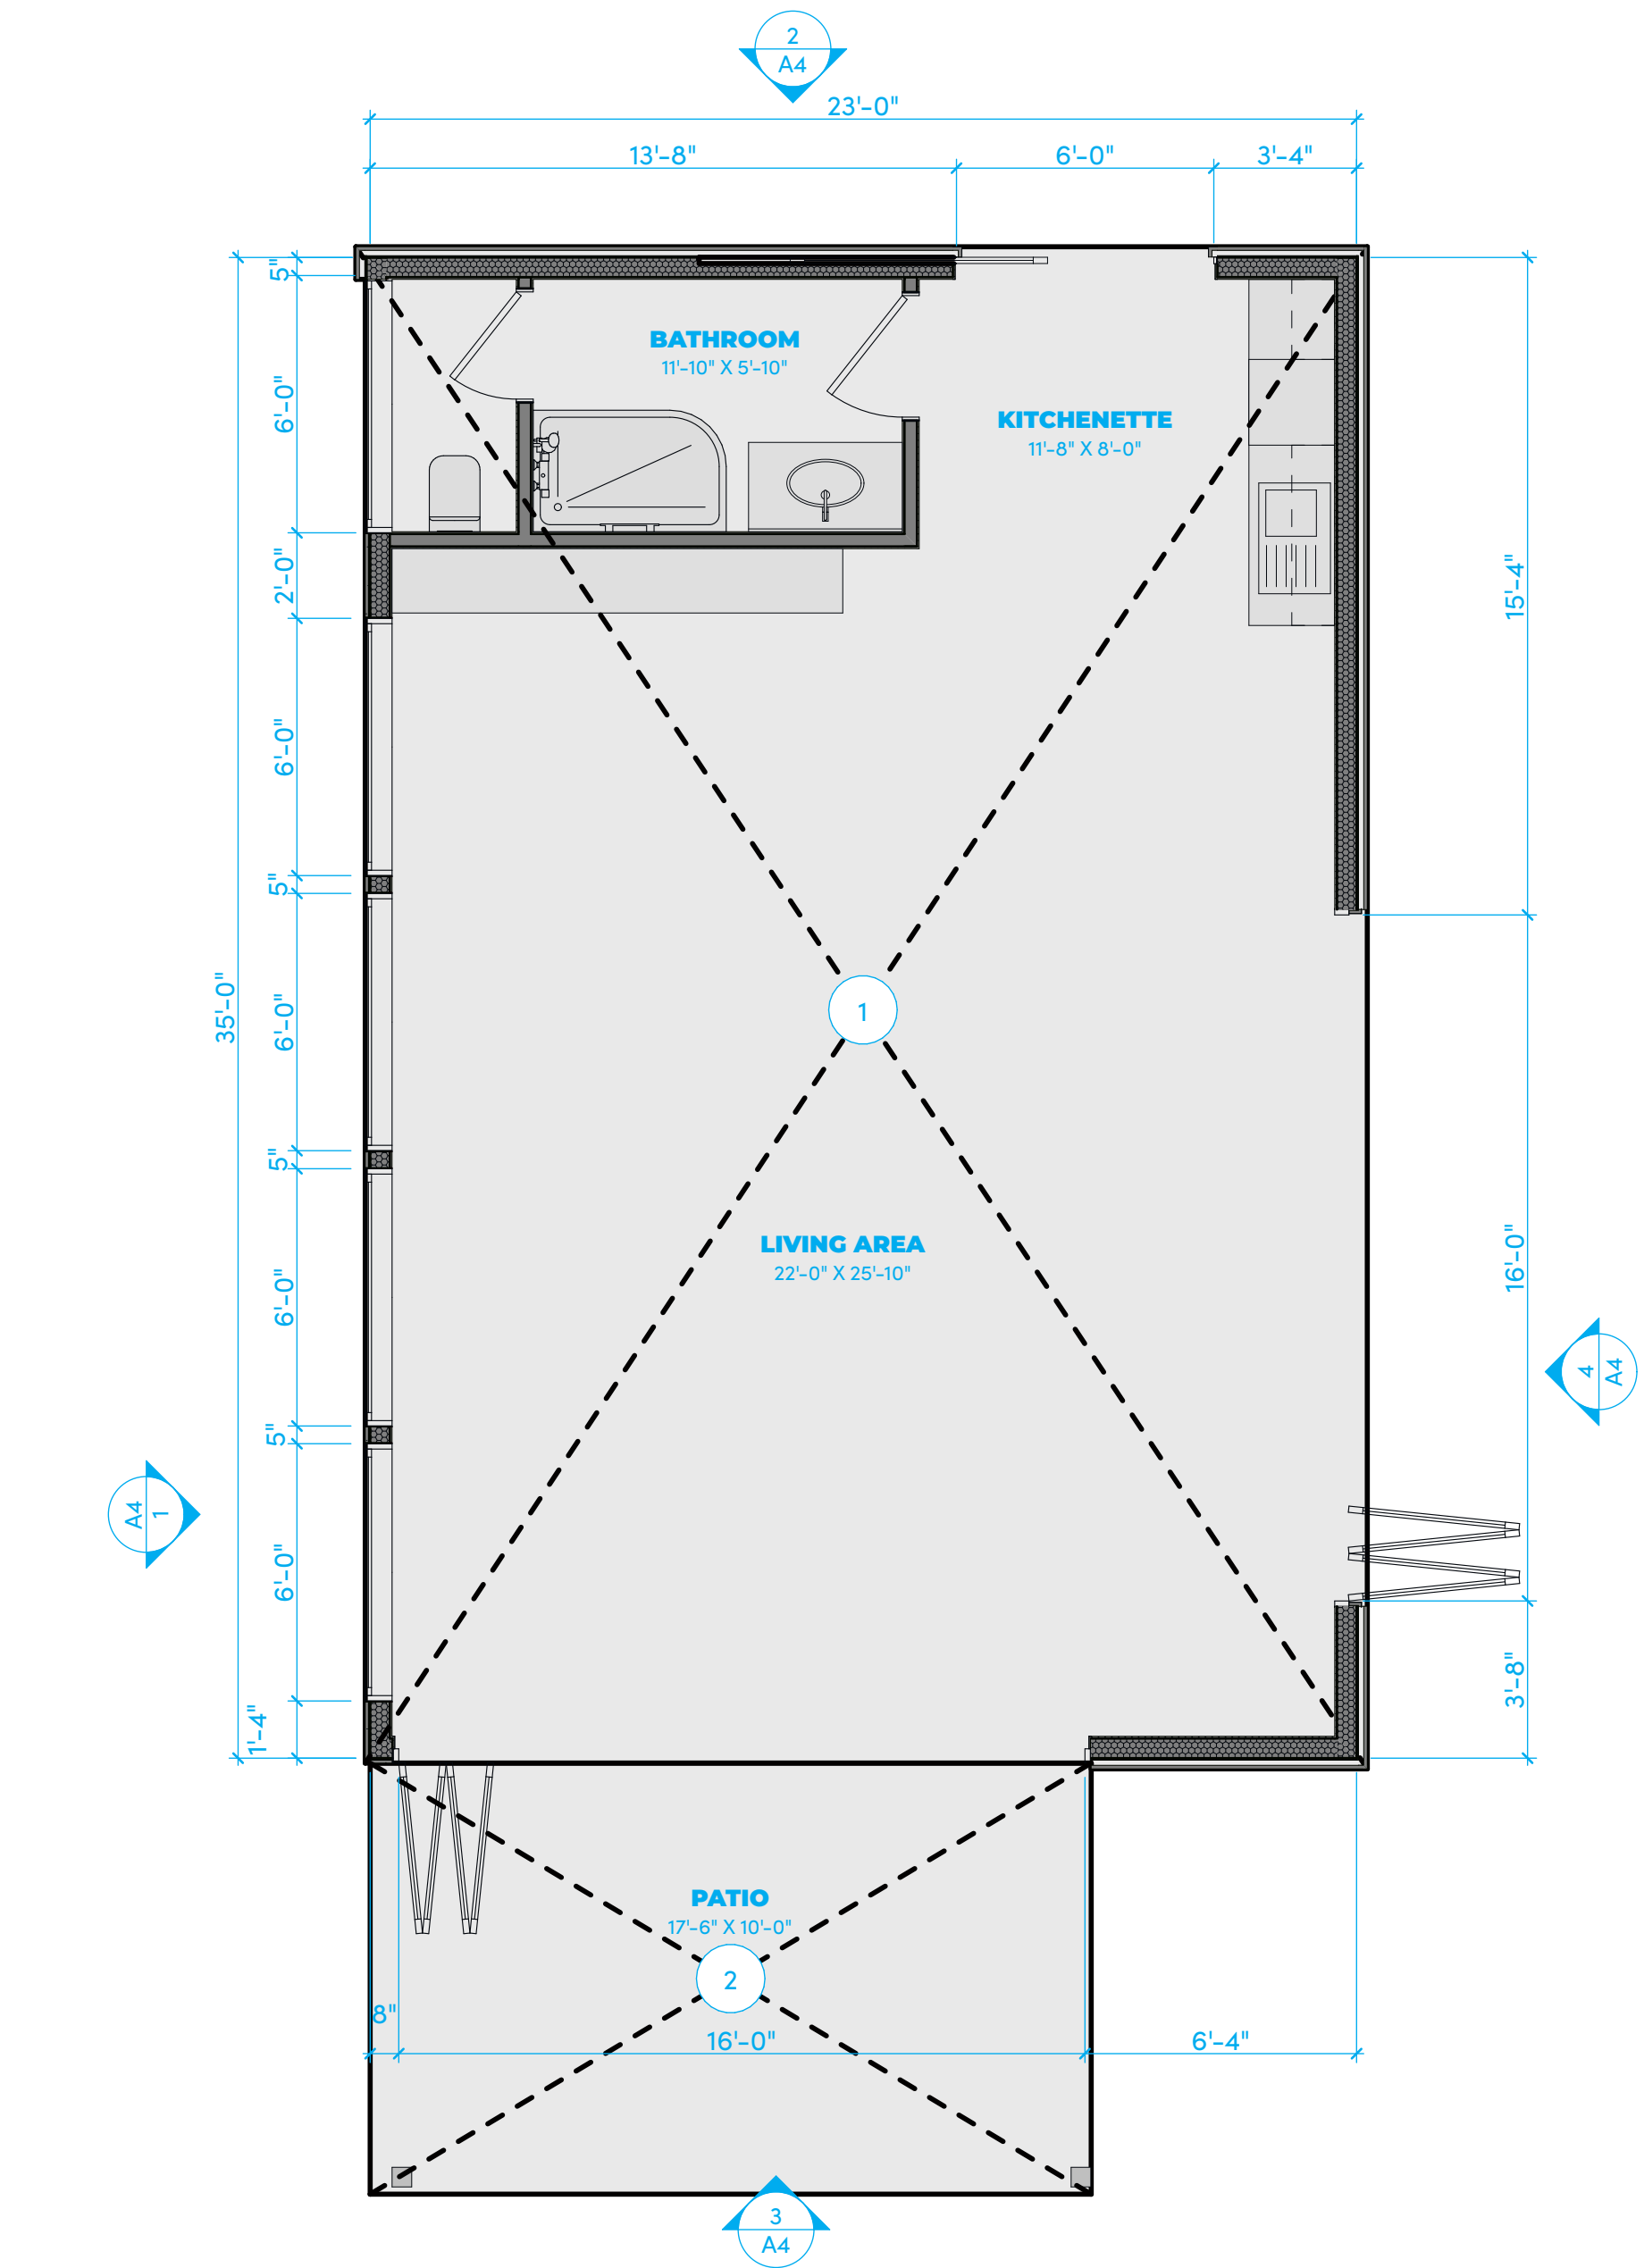 2
A4
23'-0"
13'-8"
6'-0"
3'-4"
5"
BATHROOM
11'-10" X 5'-10"
6'-0"
KITCHENETTE
11'-8" X 8'-0"
2'-0"
15'-4"
6'-0"
5"
35'-0"
6'-0"
1
5"
LIVING AREA
22'-0" X 25'-10"
6'-0"
16'-0"
4
A4
5"
A4
1
6'-0"
3'-8"
1'-4"
PATIO
17'-6" X 10'-0"
2
8"
16'-0"
6'-4"
3
A4